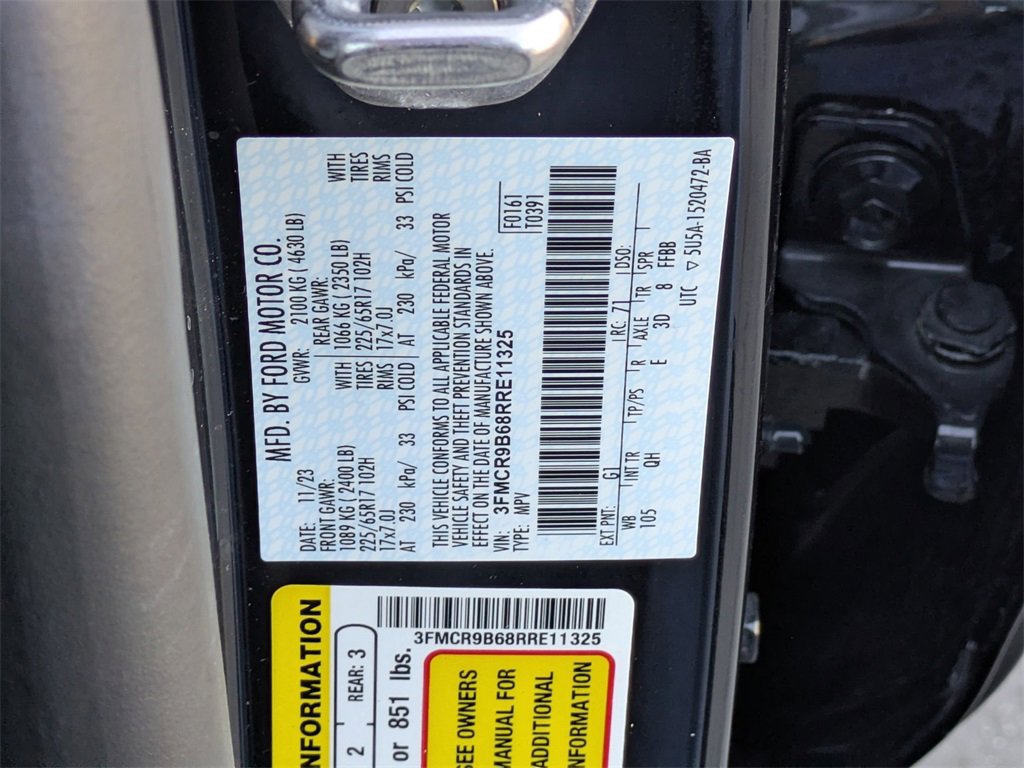 MFD. BY FORD MOTOR CO.
DATE: 11/23 GVWR: 2100 KG ( 4630 LB)
FRONT GAWR: REAR GAWR:
1089 KG ( 2400 LB) WITH 1066 KG ( 2350 LB) WITH
225/65R17 102H TIRES 225/65R17 102H TIRES
17x7.0J RIMS 17x7.0J RIMS
AT 230 kPa/ 33 PSI COLD AT 230 kPa/ 33 PSI COLD
THIS VEHICLE CONFORMS TO ALL APPLICABLE FEDERAL MOTOR
VEHICLE SAFETY AND THEFT PREVENTION STANDARDS IN
EFFECT ON THE DATE OF MANUFACTURE SHOWN ABOVE.
VIN: 3FMCR9B68RRE11325
TYPE: MPV
F0161
T0391
EXT PNT: G1 RC: 71 DSO:
WB INT TR TP/PS R AXLE TR SPR
105 QH E 3D 8 FFBB
UTC ▽ 5U5A-1520472-BA
NFORMATION
2 REAR: 3
or 851 lbs.
3FMCR9B68RRE11325
SEE OWNERS
MANUAL FOR
ADDITIONAL
NFORMATION